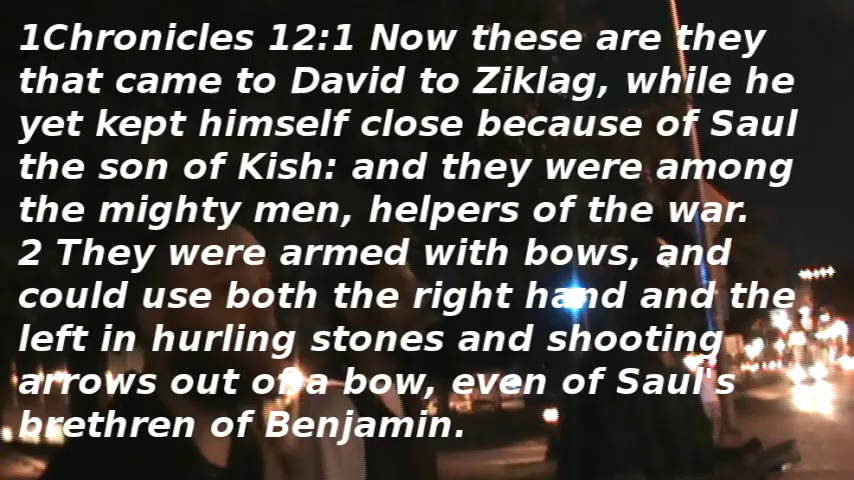 1Chronicles 12:1 Now these are they
that came to David to Ziklag, while he
yet kept himself close because of Saul
the son of Kish: and they were among
the mighty men, helpers of the war.
2 They were armed with bows, and
could use both the right hand and the
left in hurling stones and shooting
arrows out of a bow, even of Saul's
brethren of Benjamin.